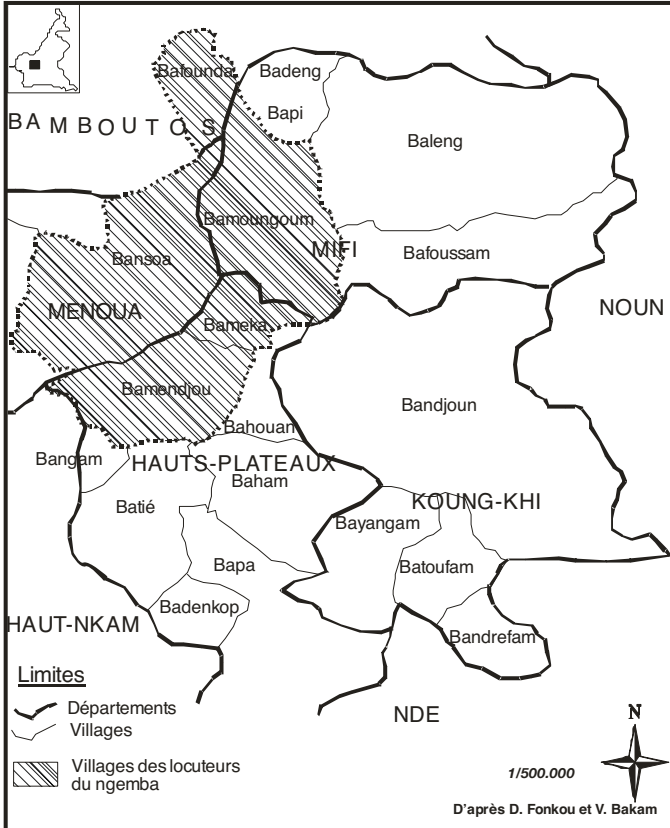 Bafounda
Badeng
Bapi
BAMBOUTOS
Baleng
Bamoungoum
MIFI
Bafoussam
Bansoa
NOUN
MENOUA
Bameka
Bamendjou
Bandjoun
Bahouan
Bangam
HAUTS-PLATEAUX
Baham
KOUNG-KHI
Batié
Bayangam
Bapa
Batoufam
Badenkop
HAUT-NKAM
Bandrefam
Limites
Départements
Villages
NDE
N
Villages des locuteurs
du ngemba
1/500.000
D'après D. Fonkou et V. Bakam